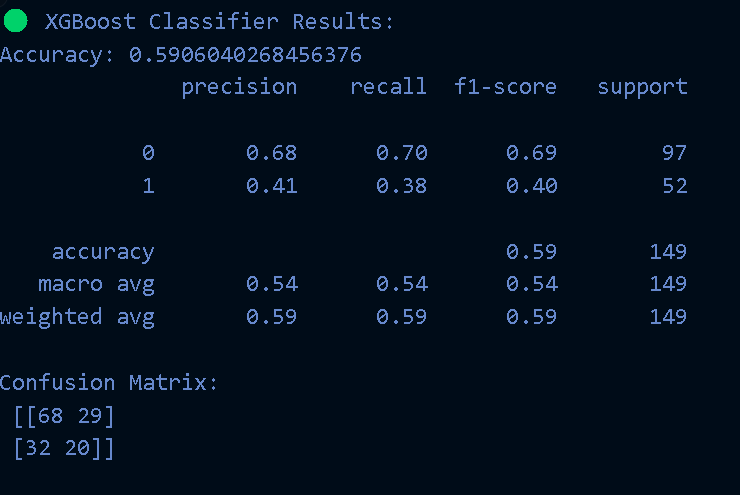 XGBoost Classifier Results:
Accuracy: 0.5906040268456376
precision recall f1-score support
0 0.68 0.70 0.69 97
1 0.41 0.38 0.40 52
accuracy 0.59 149
macro avg 0.54 0.54 0.54 149
weighted avg 0.59 0.59 0.59 149
Confusion Matrix:
[[68 29]
[32 20]]